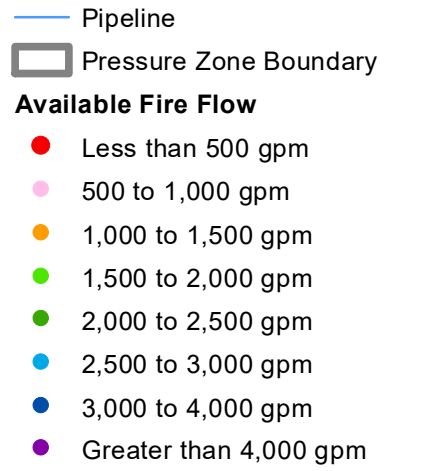 Pipeline
Pressure Zone Boundary
Available Fire Flow
Less than 500 gpm
500 to 1,000 gpm
1,000 to 1,500 gpm
1,500 to 2,000 gpm
2,000 to 2,500 gpm
2,500 to 3,000 gpm
3,000 to 4,000 gpm
Greater than 4,000 gpm